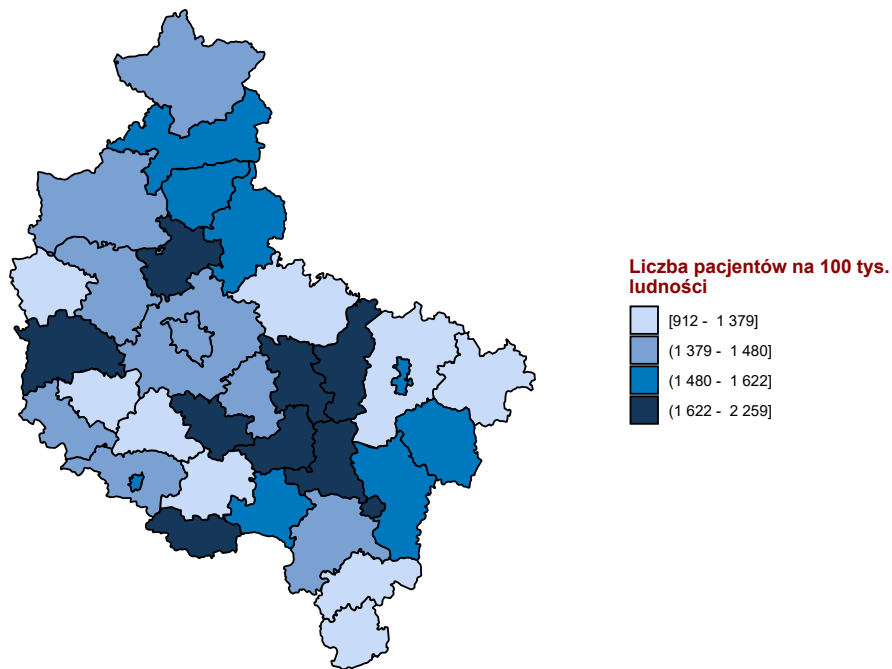 Liczba pacjentów na 100 tys.
ludności
[912 - 1 379]
(1 379 - 1 480]
(1 480 - 1 622]
(1 622 - 2 259]